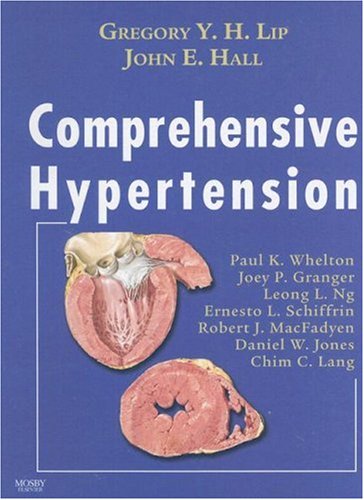 GREGORY Y. H. LIP
JOHN E. HALL
Comprehensive
Hypertension
Paul K. Whelton
Joey P. Granger
Leong L. Ng
Ernesto L. Schiffrin
Robert J. MacFadyen
Daniel W. Jones
Chim C. Lang
MOSBY
ELSEVIER